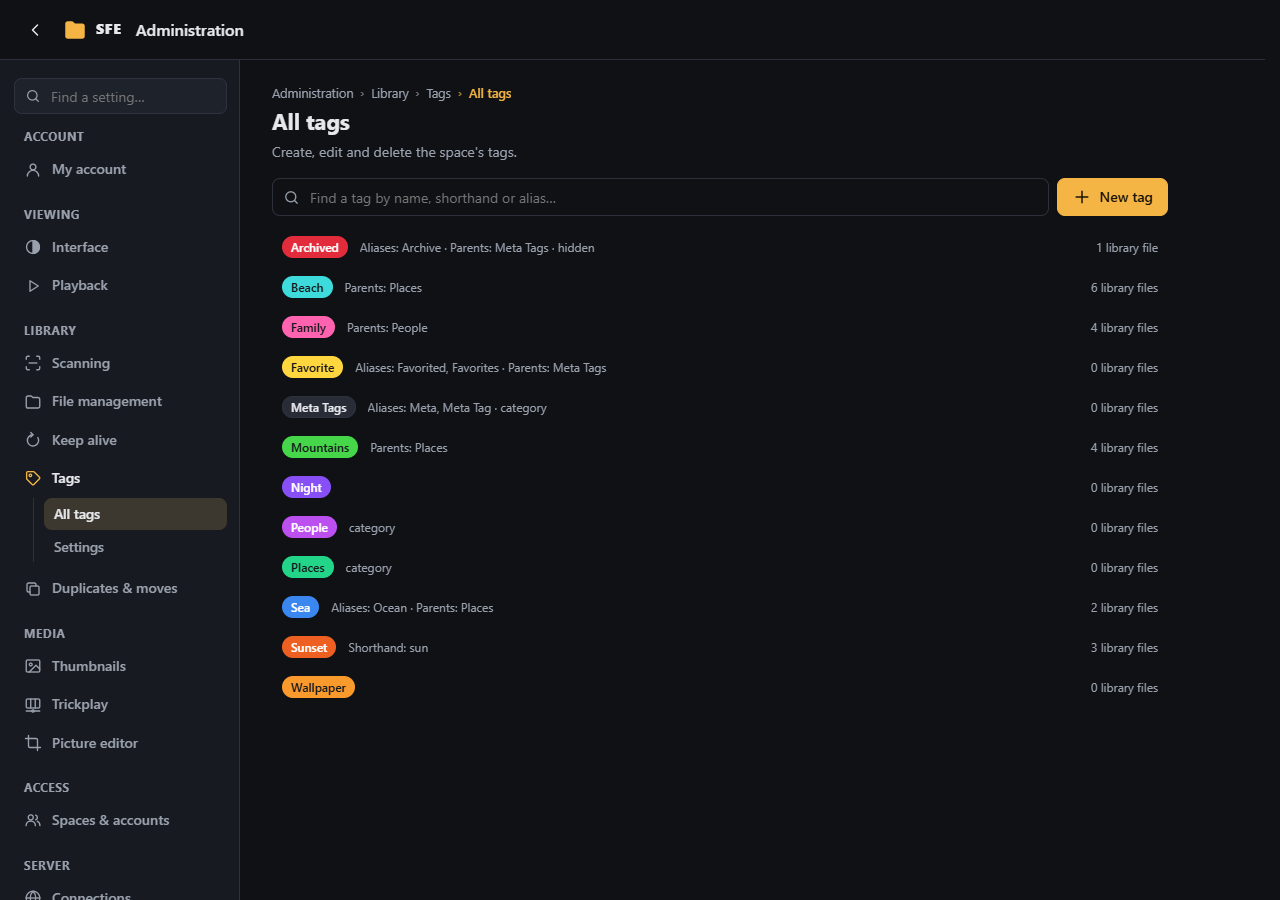 SFE Administration
Find a setting...
ACCOUNT
My account
VIEWING
Interface
Playback
LIBRARY
Scanning
File management
Keep alive
Tags
All tags
Settings
Duplicates & moves
MEDIA
Thumbnails
Trickplay
Picture editor
ACCESS
Spaces & accounts
SERVER
Connections
Administration › Library › Tags › All tags
All tags
Create, edit and delete the space's tags.
Find a tag by name, shorthand or alias...
New tag
Archived Aliases: Archive · Parents: Meta Tags · hidden 1 library file
Beach Parents: Places 6 library files
Family Parents: People 4 library files
Favorite Aliases: Favorited, Favorites · Parents: Meta Tags 0 library files
Meta Tags Aliases: Meta, Meta Tag · category 0 library files
Mountains Parents: Places 4 library files
Night 0 library files
People category 0 library files
Places category 0 library files
Sea Aliases: Ocean · Parents: Places 2 library files
Sunset Shorthand: sun 3 library files
Wallpaper 0 library files